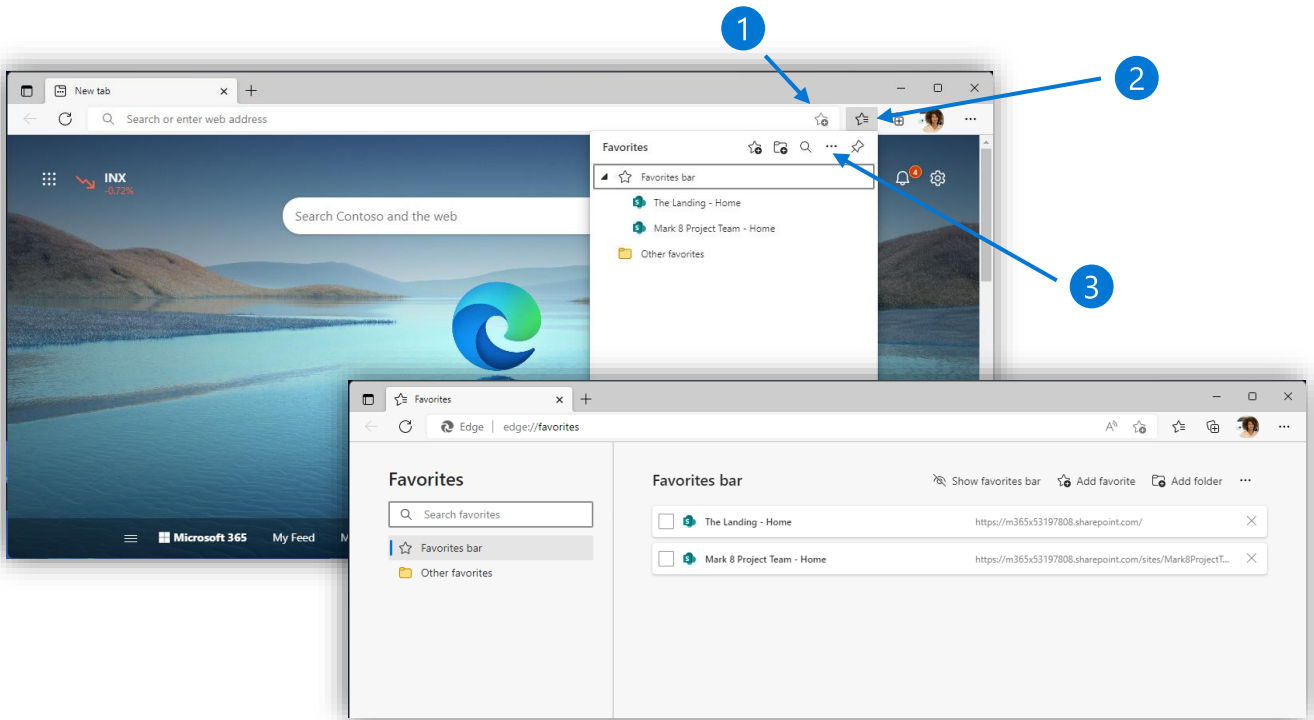 1
2
New tab
Search or enter web address
Favorites
INX
-0.72%
4
Favorites bar
Search Contoso and the web
The Landing - Home
Mark 8 Project Team - Home
Other favorites
3
Microsoft 365 My Feed M
Favorites
Edge | edge://favorites
Favorites
Search favorites
Favorites bar
Other favorites
Favorites bar
Show favorites bar Add favorite Add folder ...
The Landing - Home https://m365x53197808.sharepoint.com/
Mark 8 Project Team - Home https://m365x53197808.sharepoint.com/sites/Mark8ProjectT...